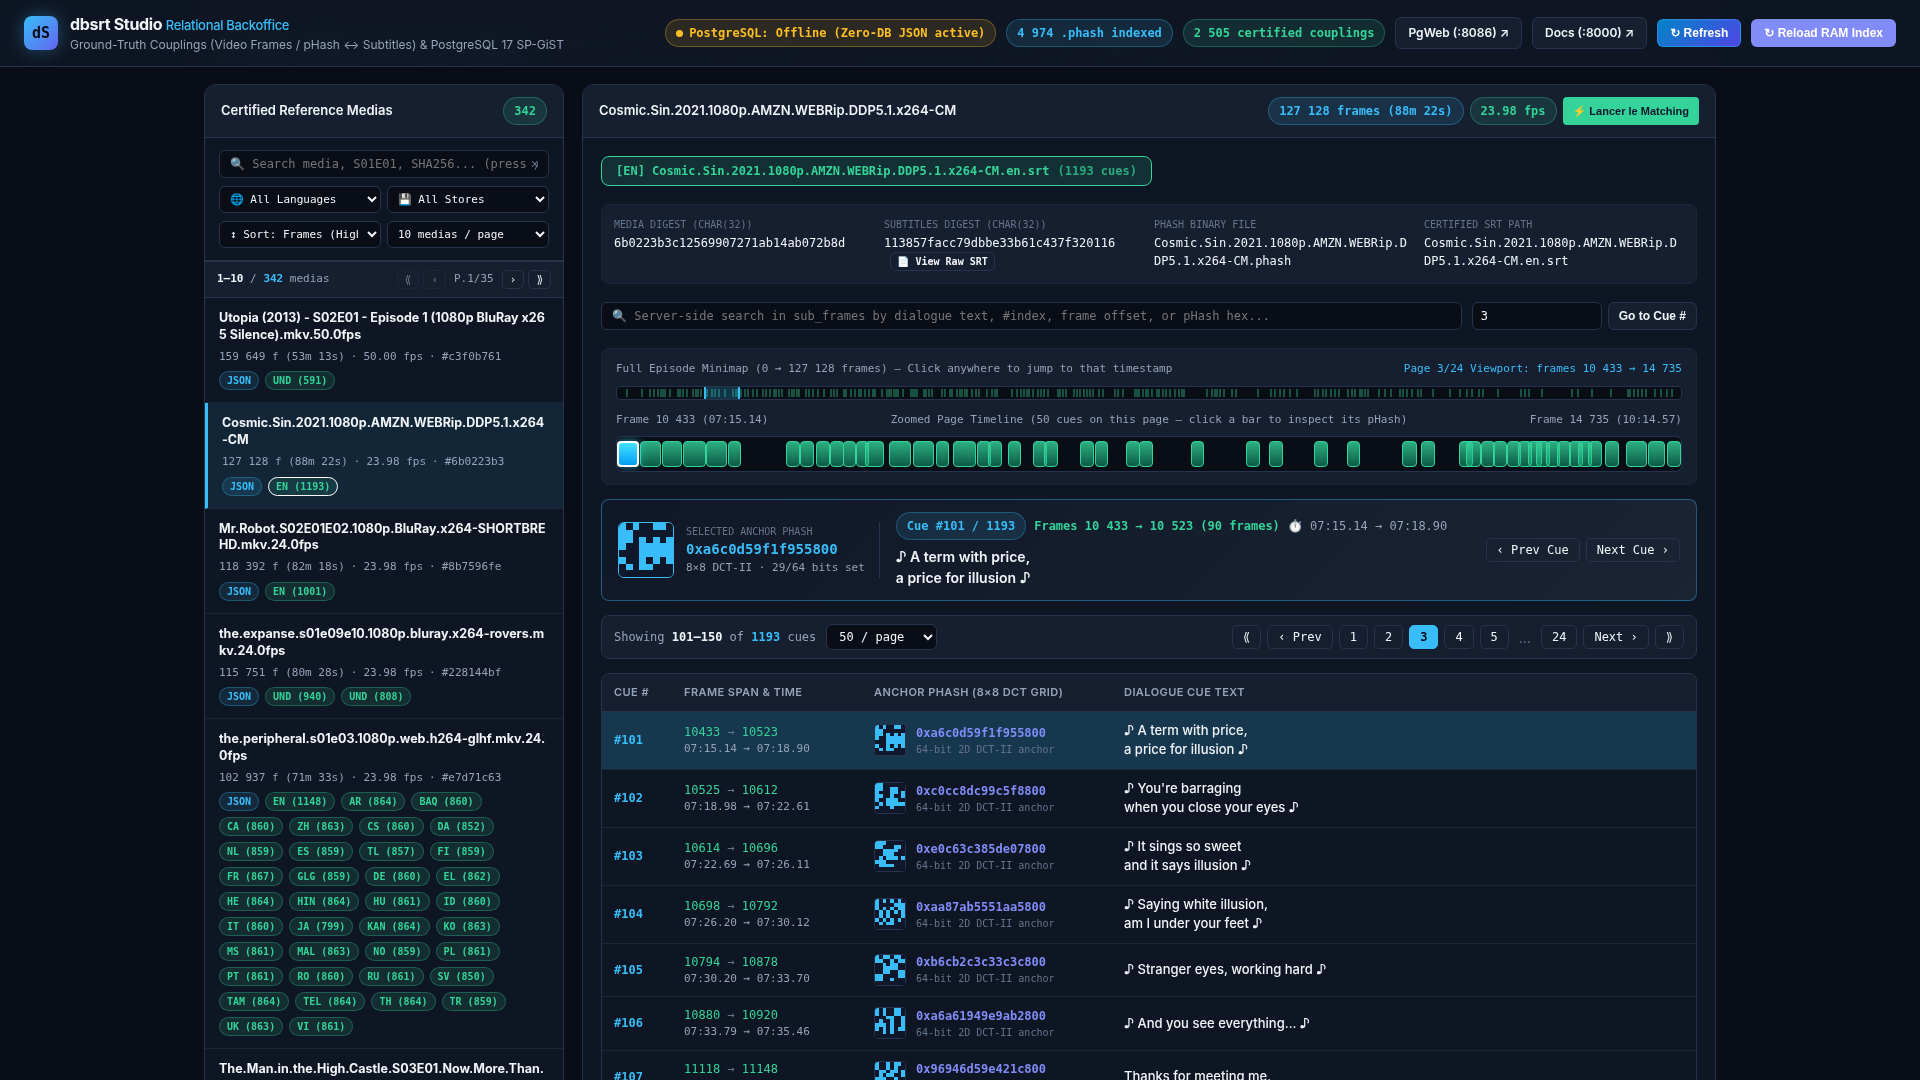 dS
dbsrt Studio Relational Backoffice
Ground-Truth Couplings (Video Frames / pHash ↔ Subtitles) & PostgreSQL 17 SP-GiST
PostgreSQL: Offline (Zero-DB JSON active)
4 974 .phash indexed
2 505 certified couplings
PgWeb (:8086) ↗
Docs (:8000) ↗
↻ Refresh
↻ Reload RAM Index
Certified Reference Medias
342
Search media, S01E01, SHA256... (press
All Languages
All Stores
↕ Sort: Frames (High
10 medias / page
1–10 / 342 medias
⟪ ‹ P.1/35 › ⟫
Utopia (2013) - S02E01 - Episode 1 (1080p BluRay x26
5 Silence).mkv.50.0fps
159 649 f (53m 13s) · 50.00 fps · #c3f0b761
JSON UND (591)
Cosmic.Sin.2021.1080p.AMZN.WEBRip.DDP5.1.x264
-CM
127 128 f (88m 22s) · 23.98 fps · #6b0223b3
JSON EN (1193)
Mr.Robot.S02E01E02.1080p.BluRay.x264-SHORTBRE
HD.mkv.24.0fps
118 392 f (82m 18s) · 23.98 fps · #8b7596fe
JSON EN (1001)
the.expanse.s01e09e10.1080p.bluray.x264-rovers.m
kv.24.0fps
115 751 f (80m 28s) · 23.98 fps · #228144bf
JSON UND (940) UND (808)
the.peripheral.s01e03.1080p.web.h264-glhf.mkv.24.
0fps
102 937 f (71m 33s) · 23.98 fps · #e7d71c63
JSON EN (1148) AR (864) BAQ (860)
CA (860) ZH (863) CS (860) DA (852)
NL (859) ES (859) TL (857) FI (859)
FR (867) GLG (859) DE (860) EL (862)
HE (864) HIN (864) HU (861) ID (860)
IT (860) JA (799) KAN (864) KO (863)
MS (861) MAL (863) NO (859) PL (861)
PT (861) RO (860) RU (861) SV (850)
TAM (864) TEL (864) TH (864) TR (859)
UK (863) VI (861)
The.Man.in.the.High.Castle.S03E01.Now.More.Than.
Cosmic.Sin.2021.1080p.AMZN.WEBRip.DDP5.1.x264-CM
127 128 frames (88m 22s)
23.98 fps
⚡ Lancer le Matching
[EN] Cosmic.Sin.2021.1080p.AMZN.WEBRip.DDP5.1.x264-CM.en.srt (1193 cues)
MEDIA DIGEST (CHAR(32))
6b0223b3c12569907271ab14ab072b8d
SUBTITLES DIGEST (CHAR(32))
113857facc79dbbe33b61c437f320116
View Raw SRT
PHASH BINARY FILE
Cosmic.Sin.2021.1080p.AMZN.WEBRip.D
DP5.1.x264-CM.phash
CERTIFIED SRT PATH
Cosmic.Sin.2021.1080p.AMZN.WEBRip.D
DP5.1.x264-CM.en.srt
Server-side search in sub_frames by dialogue text, #index, frame offset, or pHash hex...
3
Go to Cue #
Full Episode Minimap (0 → 127 128 frames) — Click anywhere to jump to that timestamp
Page 3/24 Viewport: frames 10 433 → 14 735
Frame 10 433 (07:15.14)
Zoomed Page Timeline (50 cues on this page — click a bar to inspect its pHash)
Frame 14 735 (10:14.57)
SELECTED ANCHOR PHASH
0xa6c0d59f1f955800
8×8 DCT-II · 29/64 bits set
Cue #101 / 1193
Frames 10 433 → 10 523 (90 frames)
⏱ 07:15.14 → 07:18.90
♪ A term with price,
a price for illusion ♪
‹ Prev Cue
Next Cue ›
Showing 101–150 of 1193 cues
50 / page
⟪ ‹ Prev 1 2 3 4 5 … 24 Next › ⟫
CUE # FRAME SPAN & TIME ANCHOR PHASH (8×8 DCT GRID) DIALOGUE CUE TEXT
#101
10433 → 10523
07:15.14 → 07:18.90
0xa6c0d59f1f955800
64-bit 2D DCT-II anchor
♪ A term with price,
a price for illusion ♪
#102
10525 → 10612
07:18.98 → 07:22.61
0xc0cc8dc99c5f8800
64-bit 2D DCT-II anchor
♪ You're barraging
when you close your eyes ♪
#103
10614 → 10696
07:22.69 → 07:26.11
0xe0c63c385de07800
64-bit 2D DCT-II anchor
♪ It sings so sweet
and it says illusion ♪
#104
10698 → 10792
07:26.20 → 07:30.12
0xaa87ab5551aa5800
64-bit 2D DCT-II anchor
♪ Saying white illusion,
am I under your feet ♪
#105
10794 → 10878
07:30.20 → 07:33.70
0xb6cb2c3c33c3c800
64-bit 2D DCT-II anchor
♪ Stranger eyes, working hard ♪
#106
10880 → 10920
07:33.79 → 07:35.46
0xa6a61949e9ab2800
64-bit 2D DCT-II anchor
♪ And you see everything... ♪
#107
11118 → 11148
0x96946d59e421c800
Thanks for meeting me.